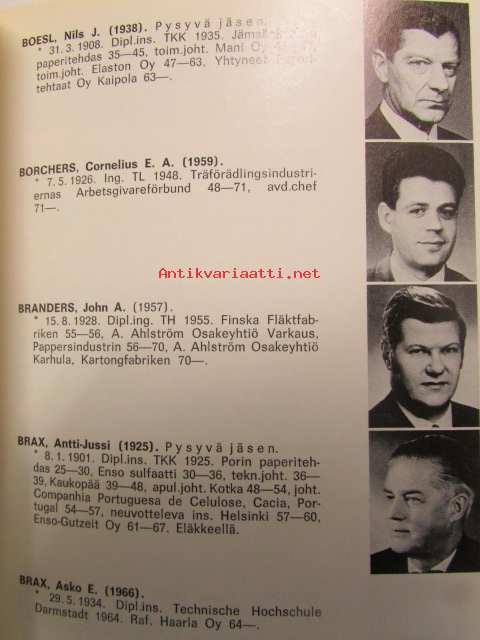 BOESL, Nils J. (1938). Pysyvä jäsen.
* 31. 3. 1908. Dipl.ins. TKK 1935.
paperitehdas 35—45, toim.joht. Mani Oy
toim.joht. Elaston Oy 47—63. Yhtyneet
tehtaat Oy Kaipola 63—.
BORCHERS, Cornelius E. A. (1959).
* 7. 5. 1926. Ing. TL 1948. Träförädlingsindustri-
ernas Arbetsgivareförbund 48—71, avd.chef
71—.
Antikvariaatti.net
BRANDERS, John A. (1957).
* 15. 8. 1928. Dipl.ing. TH 1955. Finska Fläktfab-
riken 55—56, A. Ahlström Osakeyhtiö Varkaus,
Pappersindustrin 56—70, A. Ahlström Osakeyhtiö
Karhula, Kartongfabriken 70—.
BRAX, Antti-Jussi (1925). Pysyvä jäsen.
* 8. 1. 1901. Dipl.ins. TKK 1925. Porin paperiteh-
das 25—30, Enso sulfaatti 30—36, tekn.joht. 36—
39, Kaukopää 39—48, apul.joht. Kotka 48—54, joht.
Companhia Portuguesa de Celulose, Cacia, Por-
tugal 54—57, neuvotteleva ins. Helsinki 57—60,
Enso-Gutzeit Oy 61—67. Eläkkeellä.
BRAX, Asko E. (1966).
* 29. 5. 1934. Dipl.ins. Technische Hochschule
Darmstadt 1964. Raf. Haarla Oy 64—.